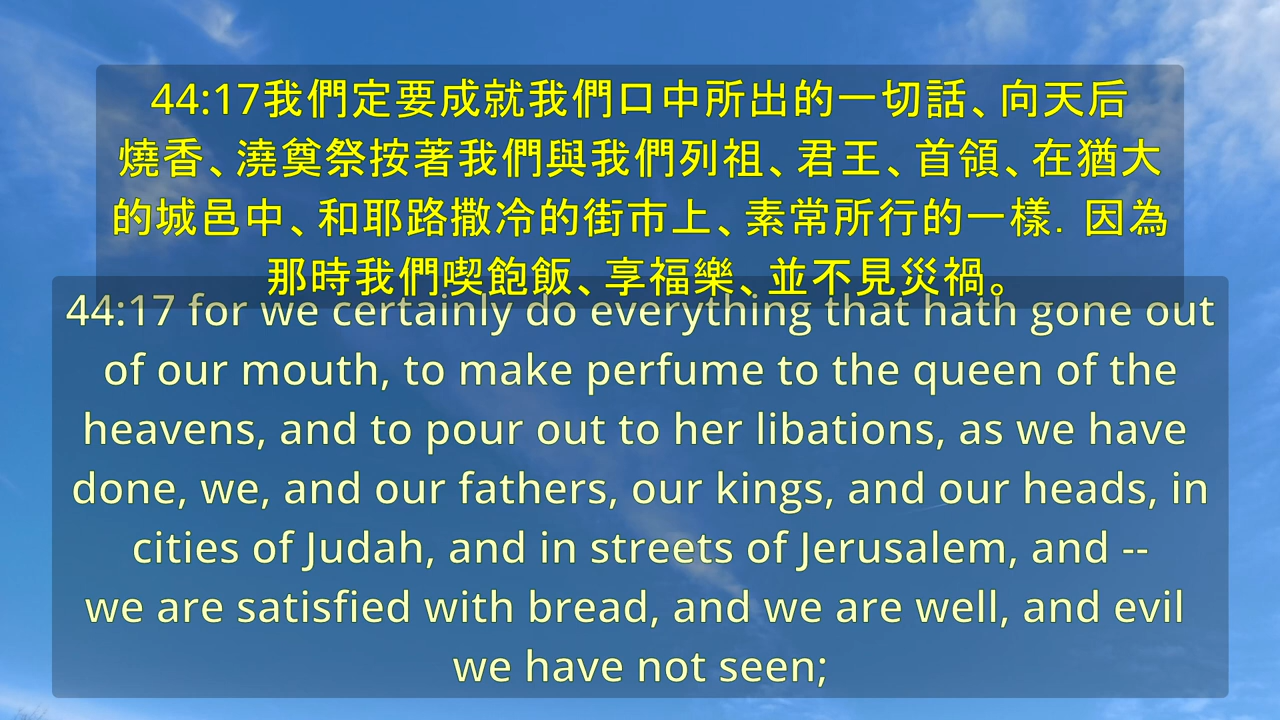 44:17我們定要成就我們口中所出的一切話、向天后
燒香、澆奠祭按著我們與我們列祖、君王、首領、在猶大
的城邑中、和耶路撒冷的街市上、素常所行的一樣．因為
那時我們喫飽飯、享福樂、並不見災禍。
44:17 for we certainly do everything that hath gone out
of our mouth, to make perfume to the queen of the
heavens, and to pour out to her libations, as we have
done, we, and our fathers, our kings, and our heads, in
cities of Judah, and in streets of Jerusalem, and --
we are satisfied with bread, and we are well, and evil
we have not seen;